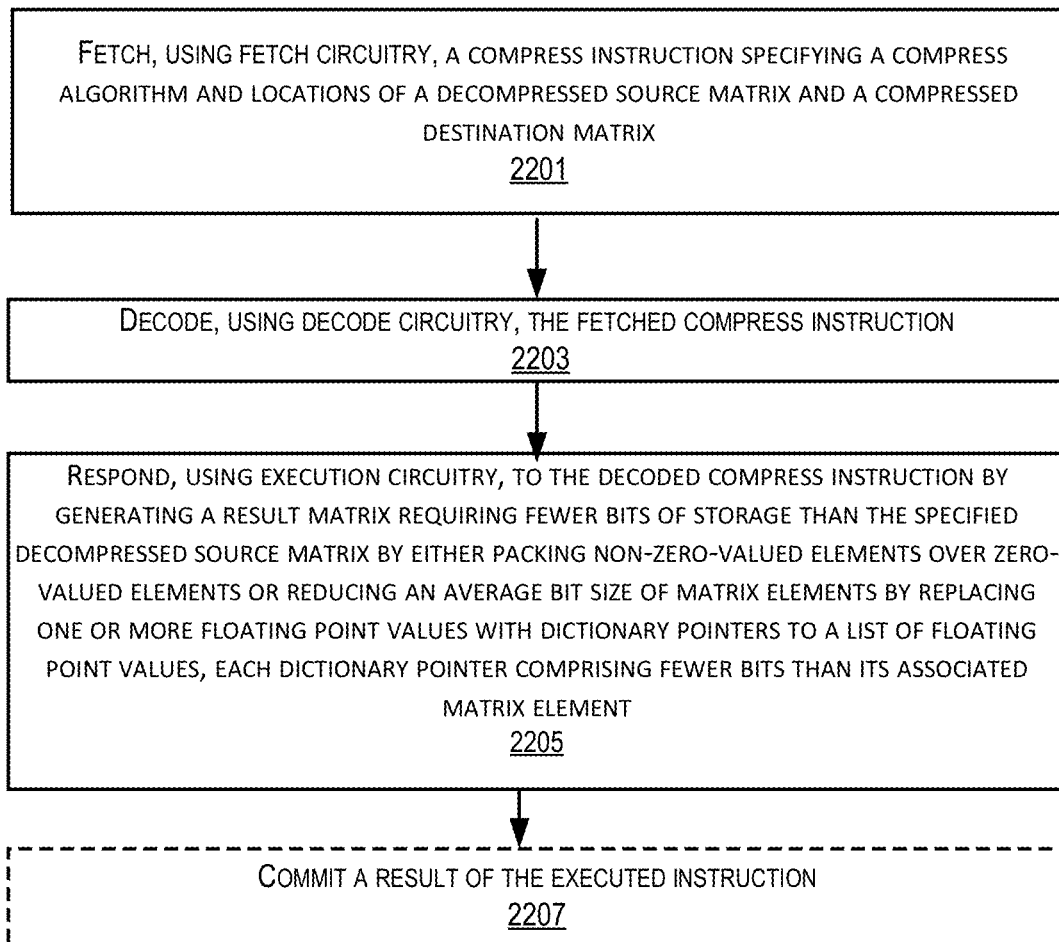 FETCH, USING FETCH CIRCUITRY, A COMPRESS INSTRUCTION SPECIFYING A COMPRESS
ALGORITHM AND LOCATIONS OF A DECOMPRESSED SOURCE MATRIX AND A COMPRESSED
DESTINATION MATRIX
2201
DECODE, USING DECODE CIRCUITRY, THE FETCHED COMPRESS INSTRUCTION
2203
RESPOND, USING EXECUTION CIRCUITRY, TO THE DECODED COMPRESS INSTRUCTION BY
GENERATING A RESULT MATRIX REQUIRING FEWER BITS OF STORAGE THAN THE SPECIFIED
DECOMPRESSED SOURCE MATRIX BY EITHER PACKING NON-ZERO-VALUED ELEMENTS OVER ZERO-
VALUED ELEMENTS OR REDUCING AN AVERAGE BIT SIZE OF MATRIX ELEMENTS BY REPLACING
ONE OR MORE FLOATING POINT VALUES WITH DICTIONARY POINTERS TO A LIST OF FLOATING
POINT VALUES, EACH DICTIONARY POINTER COMPRISING FEWER BITS THAN ITS ASSOCIATED
MATRIX ELEMENT
2205
COMMIT A RESULT OF THE EXECUTED INSTRUCTION
2207